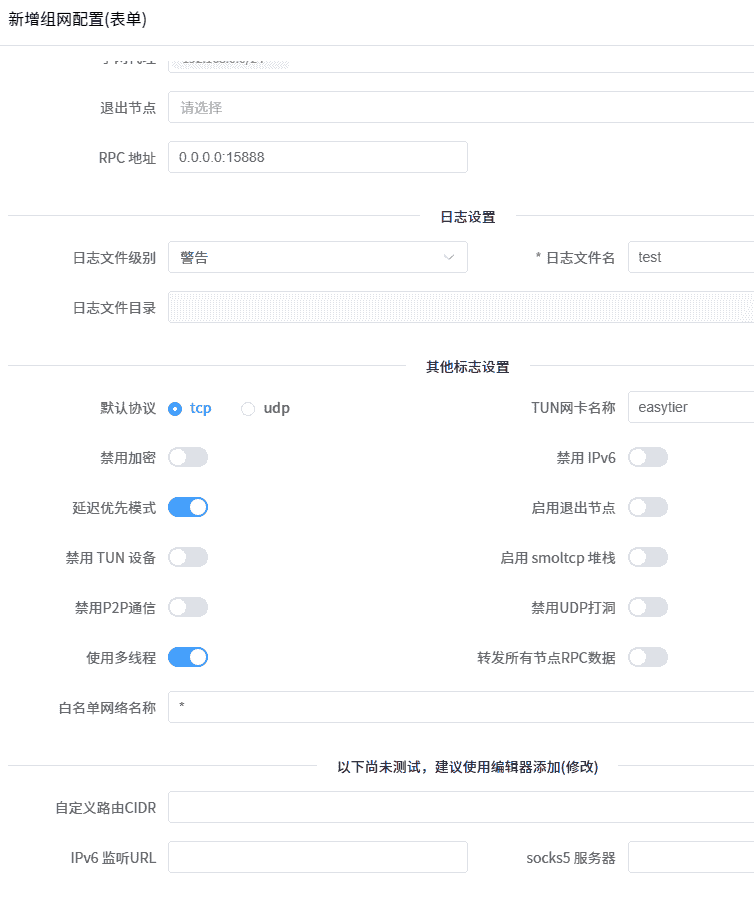 新增组网配置(表单)
退出节点 请选择
RPC 地址 0.0.0.0:15888
日志设置
日志文件级别 警告 * 日志文件名 test
日志文件目录
其他标志设置
默认协议 tcp udp TUN网卡名称 easytier
禁用加密 禁用 IPv6
延迟优先模式 启用退出节点
禁用 TUN 设备 启用 smoltcp 堆栈
禁用P2P通信 禁用UDP打洞
使用多线程 转发所有节点RPC数据
白名单网络名称 *
以下尚未测试，建议使用编辑器添加(修改)
自定义路由CIDR
IPv6 监听URL socks5 服务器